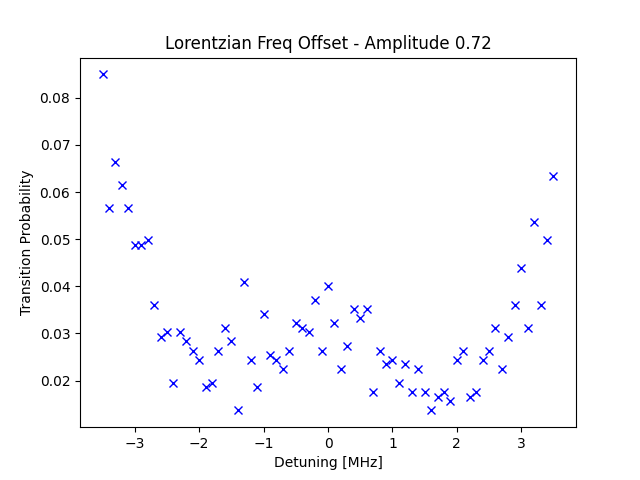 Lorentzian Freq Offset - Amplitude 0.72
Transition Probability
0.08
0.07
0.06
0.05
0.04
0.03
0.02
−3 −2 −1 0 1 2 3
Detuning [MHz]